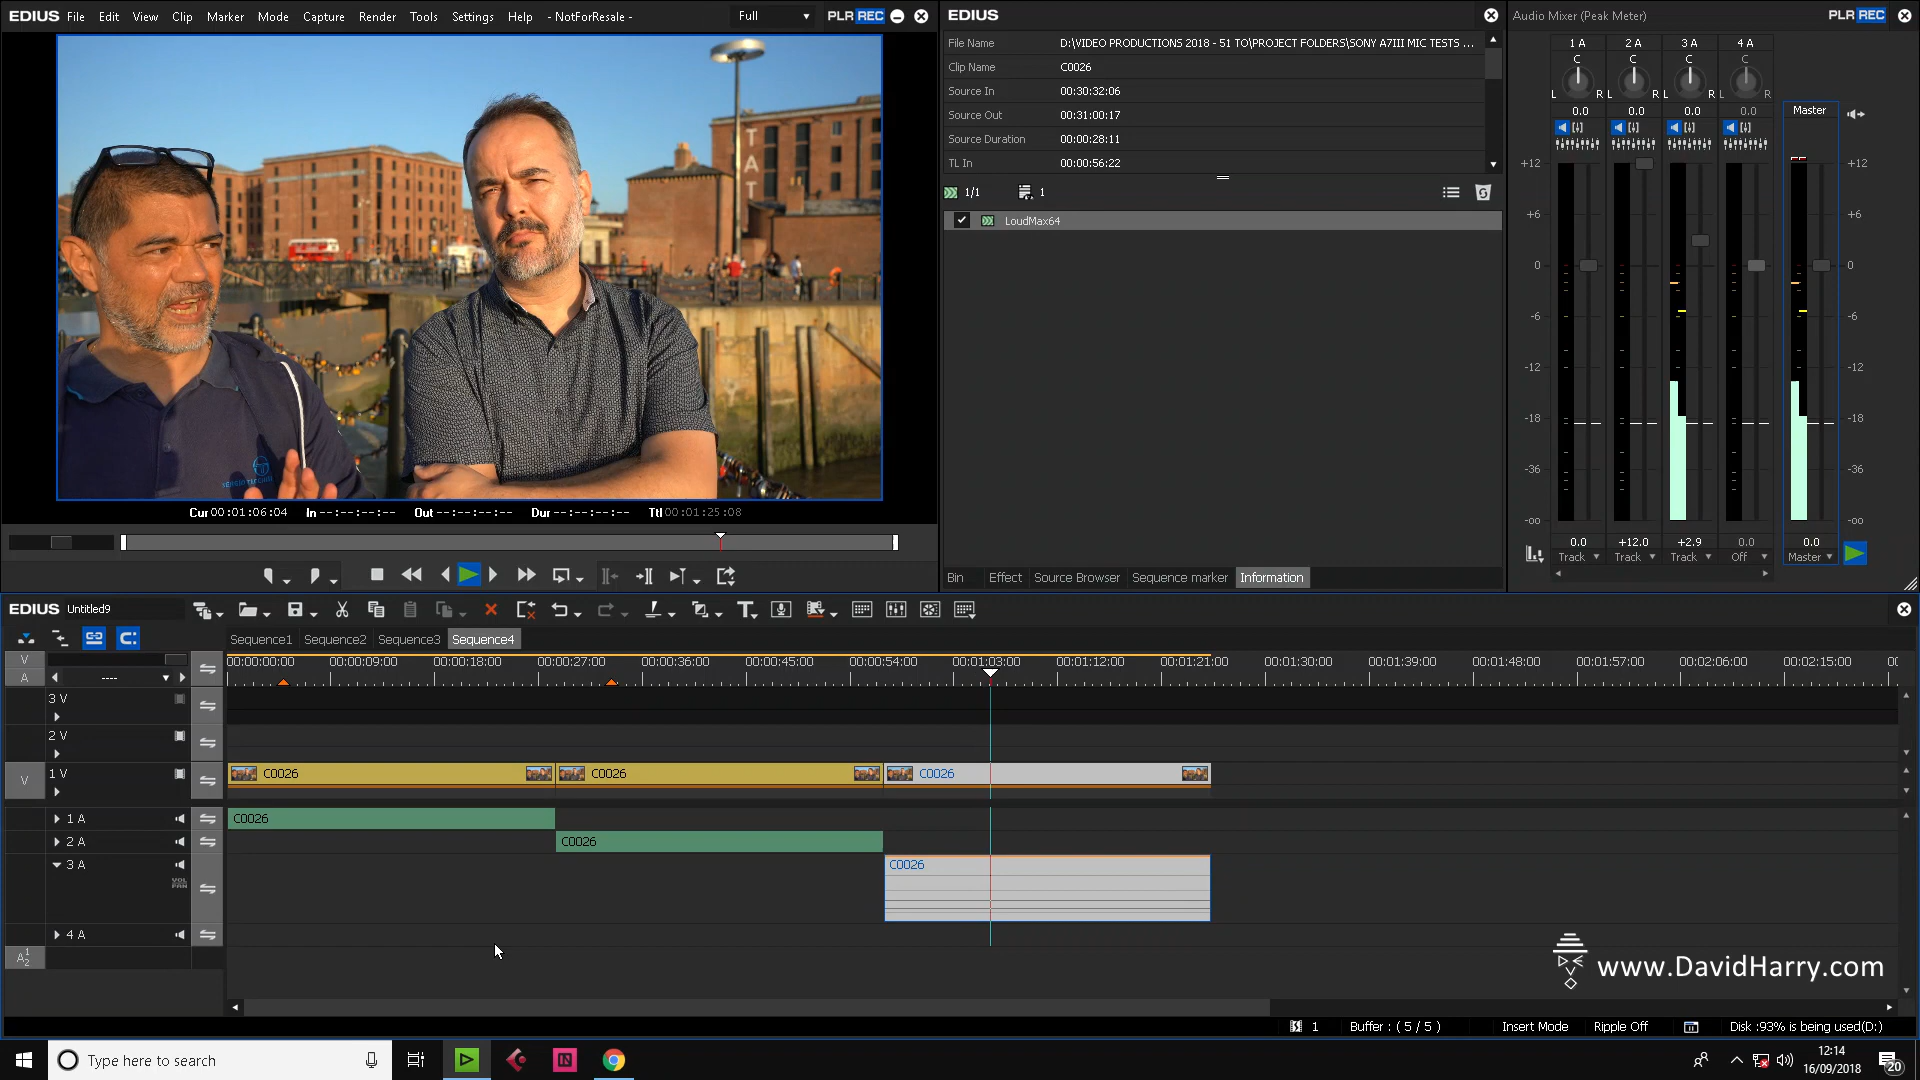 EDIUS File Edit View Clip Marker Mode Capture Render Tools Settings Help - NotForResale - Full PLR REC
TAT
SERGIO TACCHINI
Cur 00:01:06:04 In --:--:--:-- Out --:--:--:-- Dur --:--:--:-- Ttl 00:01:25:08
EDIUS
File Name D:\VIDEO PRODUCTIONS 2018 - 51 TO\PROJECT FOLDERS\SONY A7III MIC TESTS ...
Clip Name C0026
Source In 00:30:32:06
Source Out 00:31:00:17
Source Duration 00:00:28:11
TL In 00:00:56:22
1/1 1
LoudMax64
Bin Effect Source Browser Sequence marker Information
Audio Mixer (Peak Meter) PLR REC
1 A 2 A 3 A 4 A
C C C C
L R L R L R L R
0.0 0.0 0.0 0.0 Master
+12 +12
+6 +6
0 0
-6 -6
-12 -12
-18 -18
-36 -36
-oo -oo
0.0 +12.0 +2.9 0.0 0.0
Track Track Track Off Master
EDIUS Untitled9
Sequence1 Sequence2 Sequence3 Sequence4
V 00:00:00:00 00:00:09:00 00:00:18:00 00:00:27:00 00:00:36:00 00:00:45:00 00:00:54:00 00:01:03:00 00:01:12:00 00:01:21:00 00:01:30:00 00:01:39:00 00:01:48:00 00:01:57:00 00:02:06:00 00:02:15:00
A ----
3 V
2 V
V 1 V C0026 C0026 C0026
1 A C0026
2 A C0026
3 A C0026
VOL
PAN
4 A
A 1 2
www.DavidHarry.com
1 Buffer : ( 5 / 5 ) Insert Mode Ripple Off Disk :93% is being used(D:)
Type here to search
12:14
16/09/2018
20